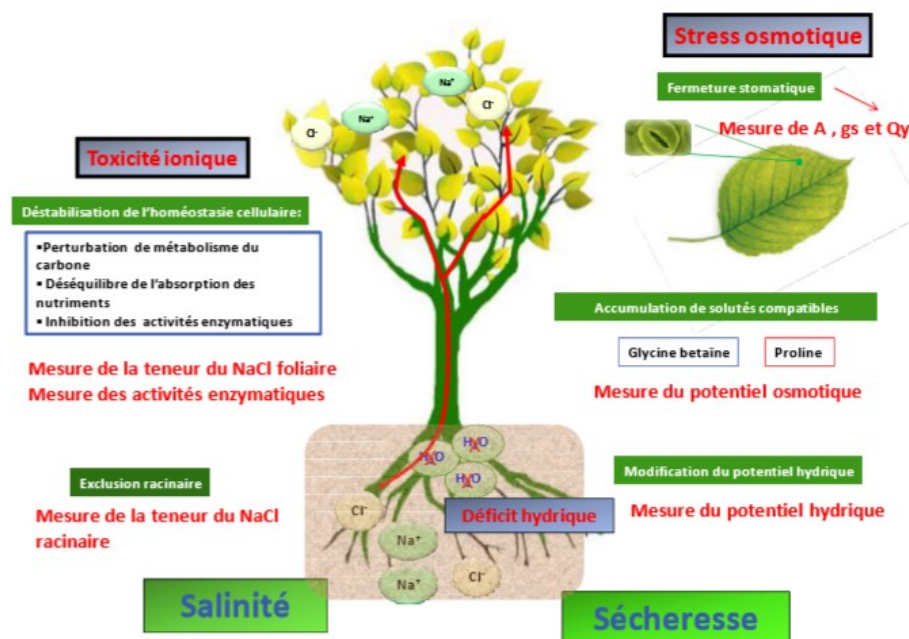 Stress osmotique
Fermeture stomatique
Mesure de A , gs et Qy
Na⁺
Cl⁻
Na⁺
Cl⁻
Toxicité ionique
Déstabilisation de l'homéostasie cellulaire:
▪Perturbation de métabolisme du
carbone
▪ Déséquilibre de l'absorption des
nutriments
▪ Inhibition des activités enzymatiques
Mesure de la teneur du NaCl foliaire
Mesure des activités enzymatiques
Accumulation de solutés compatibles
Glycine betaïne
Proline
Mesure du potentiel osmotique
H₂O
H₂O
H₂O
Exclusion racinaire
Mesure de la teneur du NaCl
racinaire
Cl⁻
Na⁺
Na⁺
Cl⁻
Déficit hydrique
Modification du potentiel hydrique
Mesure du potentiel hydrique
Salinité
Sécheresse